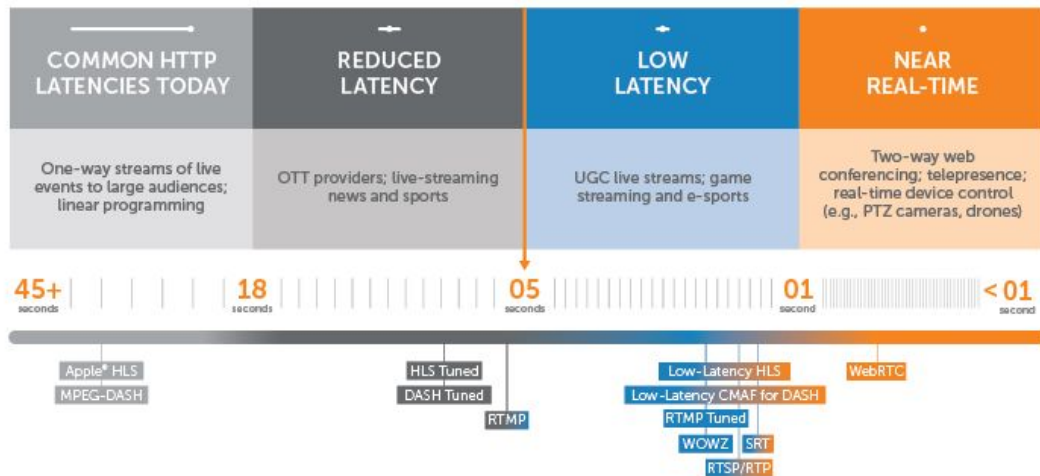 COMMON HTTP
LATENCIES TODAY
REDUCED
LATENCY
LOW
LATENCY
NEAR
REAL-TIME
One-way streams of live
events to large audiences;
linear programming
OTT providers; live-streaming
news and sports
UGC live streams; game
streaming and e-sports
Two-way web
conferencing; telepresence;
real-time device control
(e.g., PTZ cameras, drones)
45+
seconds
18
seconds
05
seconds
01
second
< 01
second
Apple® HLS
MPEG-DASH
HLS Tuned
DASH Tuned
RTMP
Low-Latency HLS
Low-Latency CMAF for DASH
RTMP Tuned
WOWZ
SRT
RTSP/RTP
WebRTC